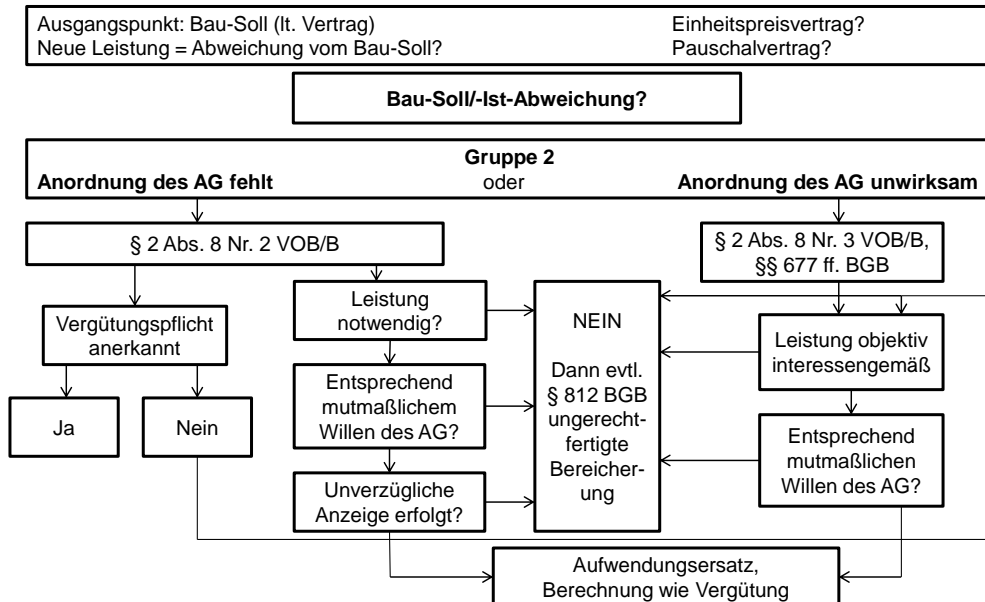 Ausgangspunkt: Bau-Soll (lt. Vertrag) Einheitspreisvertrag?
Neue Leistung = Abweichung vom Bau-Soll? Pauschalvertrag?
Bau-Soll/-Ist-Abweichung?
Gruppe 2
Anordnung des AG fehlt oder Anordnung des AG unwirksam
§ 2 Abs. 8 Nr. 2 VOB/B
§ 2 Abs. 8 Nr. 3 VOB/B,
§§ 677 ff. BGB
Vergütungspflicht
anerkannt
Ja
Nein
Leistung
notwendig?
Entsprechend
mutmaßlichem
Willen des AG?
Unverzügliche
Anzeige erfolgt?
NEIN
Dann evtl.
§ 812 BGB
ungerecht-
fertigte
Bereicher-
ung
Leistung objektiv
interessengemäß
Entsprechend
mutmaßlichen
Willen des AG?
Aufwendungsersatz,
Berechnung wie Vergütung